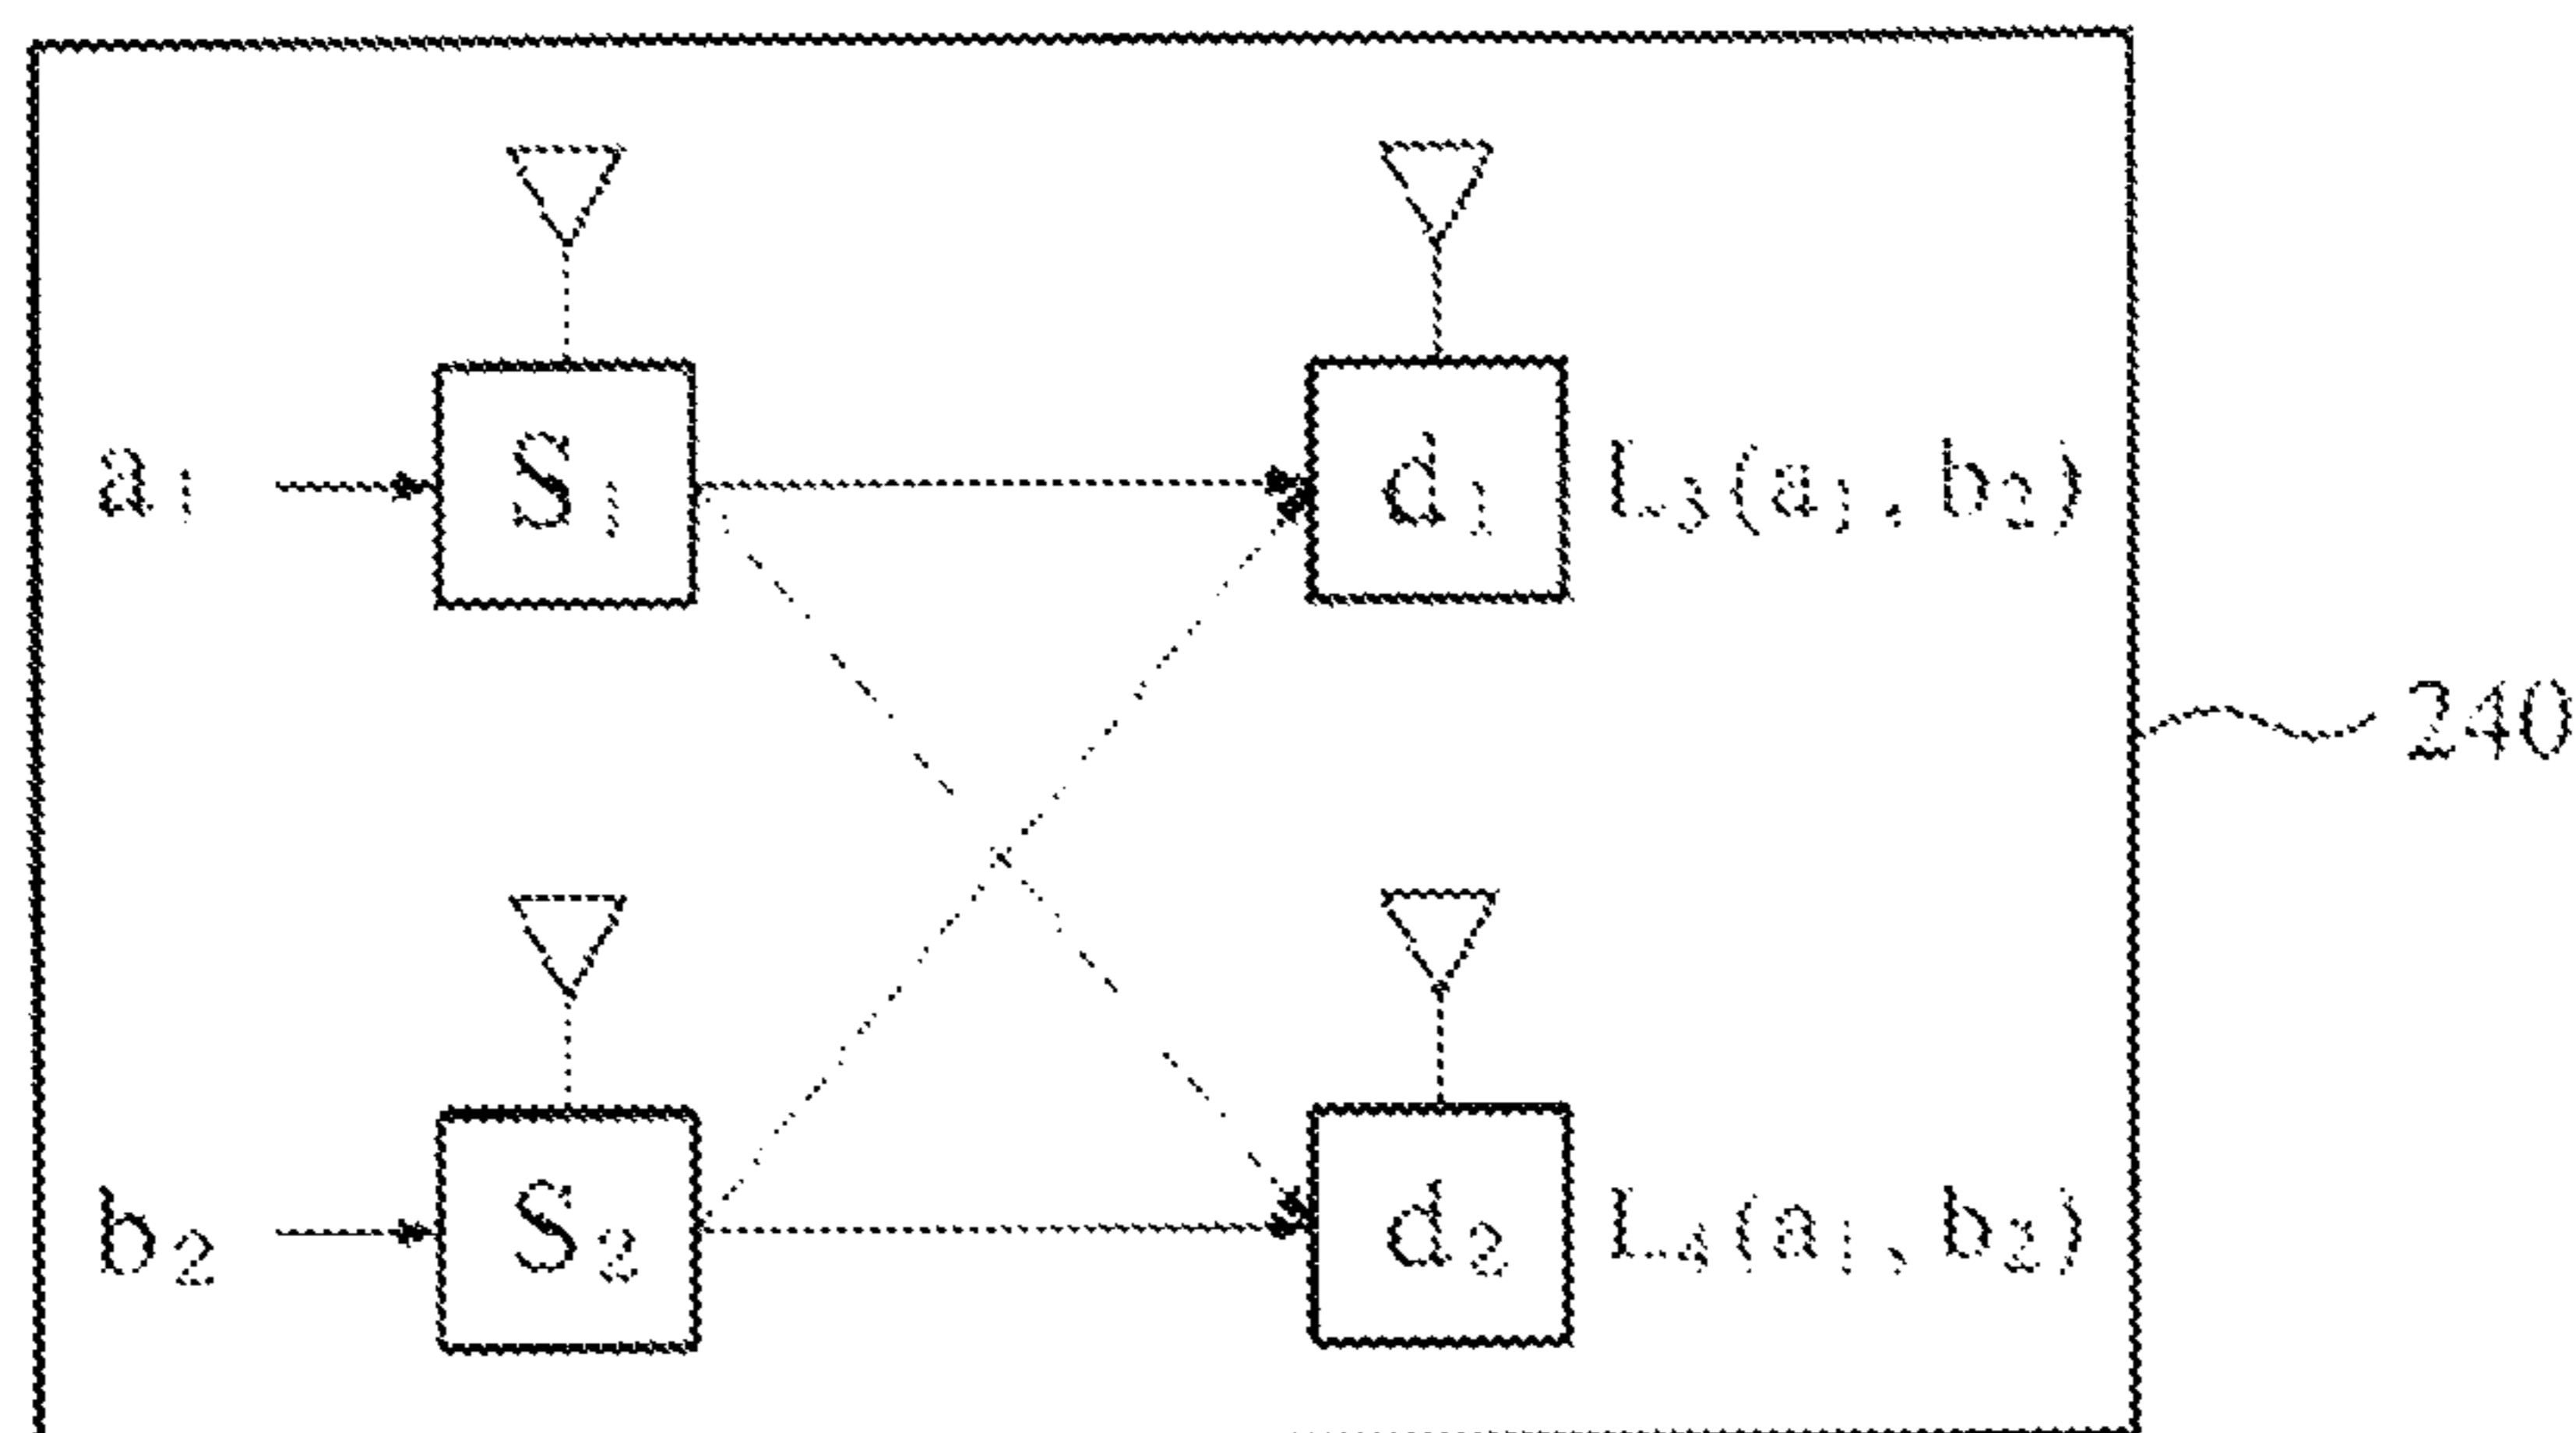 a₁ S₁ d₁ L₃(a₁, b₂)
240
b₂ S₂ d₂ L₄(a₁, b₂)